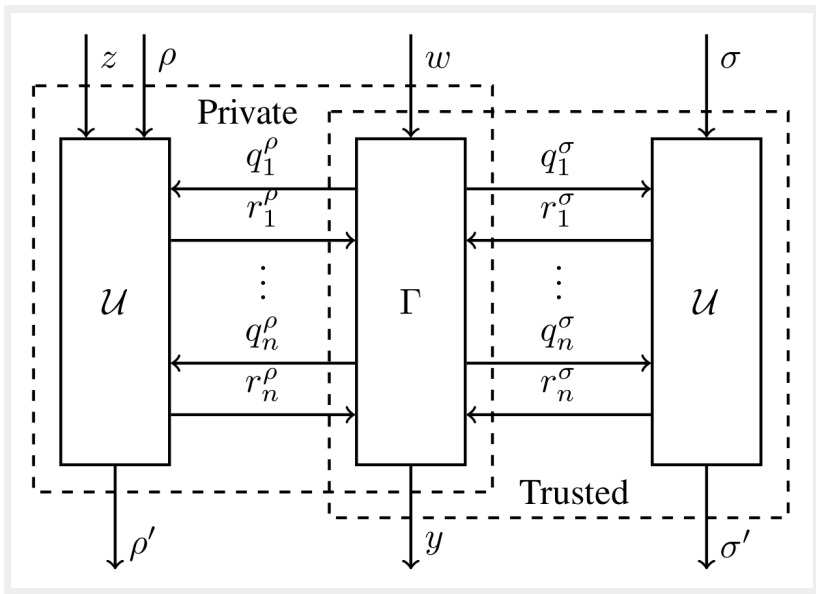 z ρ w σ
Private
q_1^ρ q_1^σ
r_1^ρ r_1^σ
⋮ ⋮
𝒰 Γ 𝒰
q_n^ρ q_n^σ
r_n^ρ r_n^σ
Trusted
ρ′ y σ′